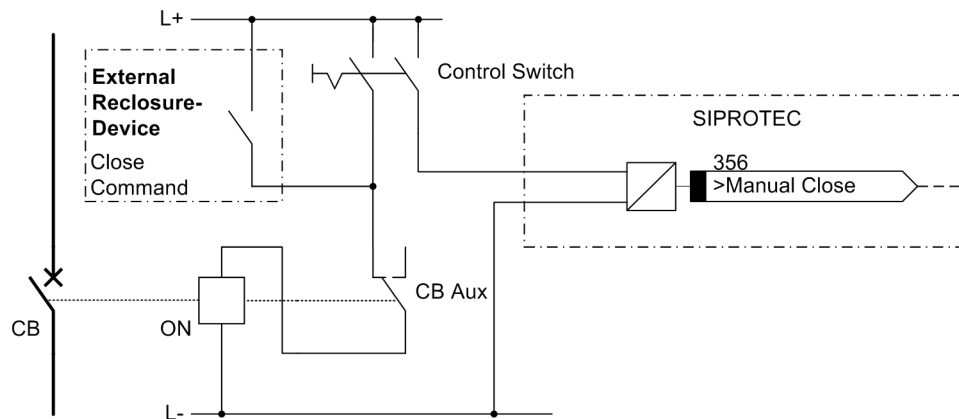 L+
External
Reclosure-
Device
Close
Command
Control Switch
SIPROTEC
356
>Manual Close
CB Aux
CB
ON
L-